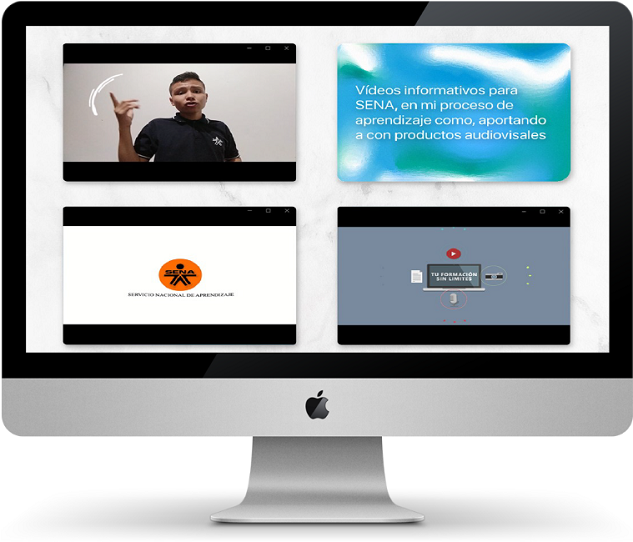 Vídeos informativos para
SENA, en mi proceso de
aprendizaje como, aportando
a con productos audiovisales
SENA
SERVICIO NACIONAL DE APRENDIZAJE
TU FORMACIÓN
SIN LIMITES